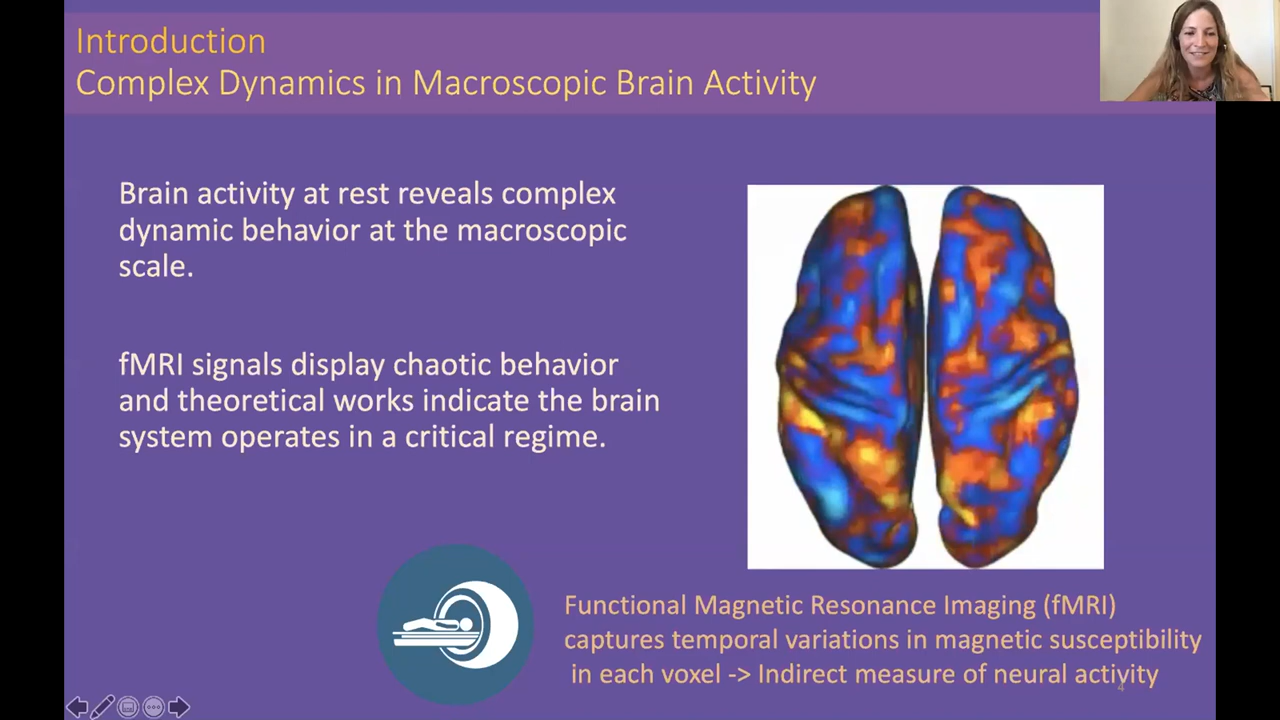 Introduction
Complex Dynamics in Macroscopic Brain Activity
Brain activity at rest reveals complex
dynamic behavior at the macroscopic
scale.
fMRI signals display chaotic behavior
and theoretical works indicate the brain
system operates in a critical regime.
Functional Magnetic Resonance Imaging (fMRI)
captures temporal variations in magnetic susceptibility
in each voxel -> Indirect measure of neural activity
4